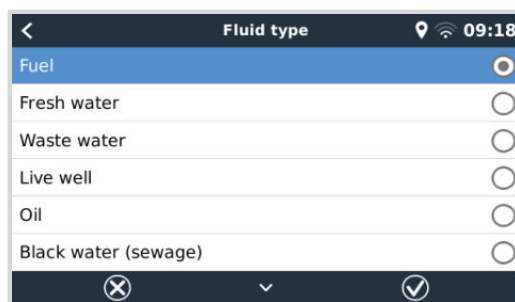 Fluid type 09:18
Fuel
Fresh water
Waste water
Live well
Oil
Black water (sewage)